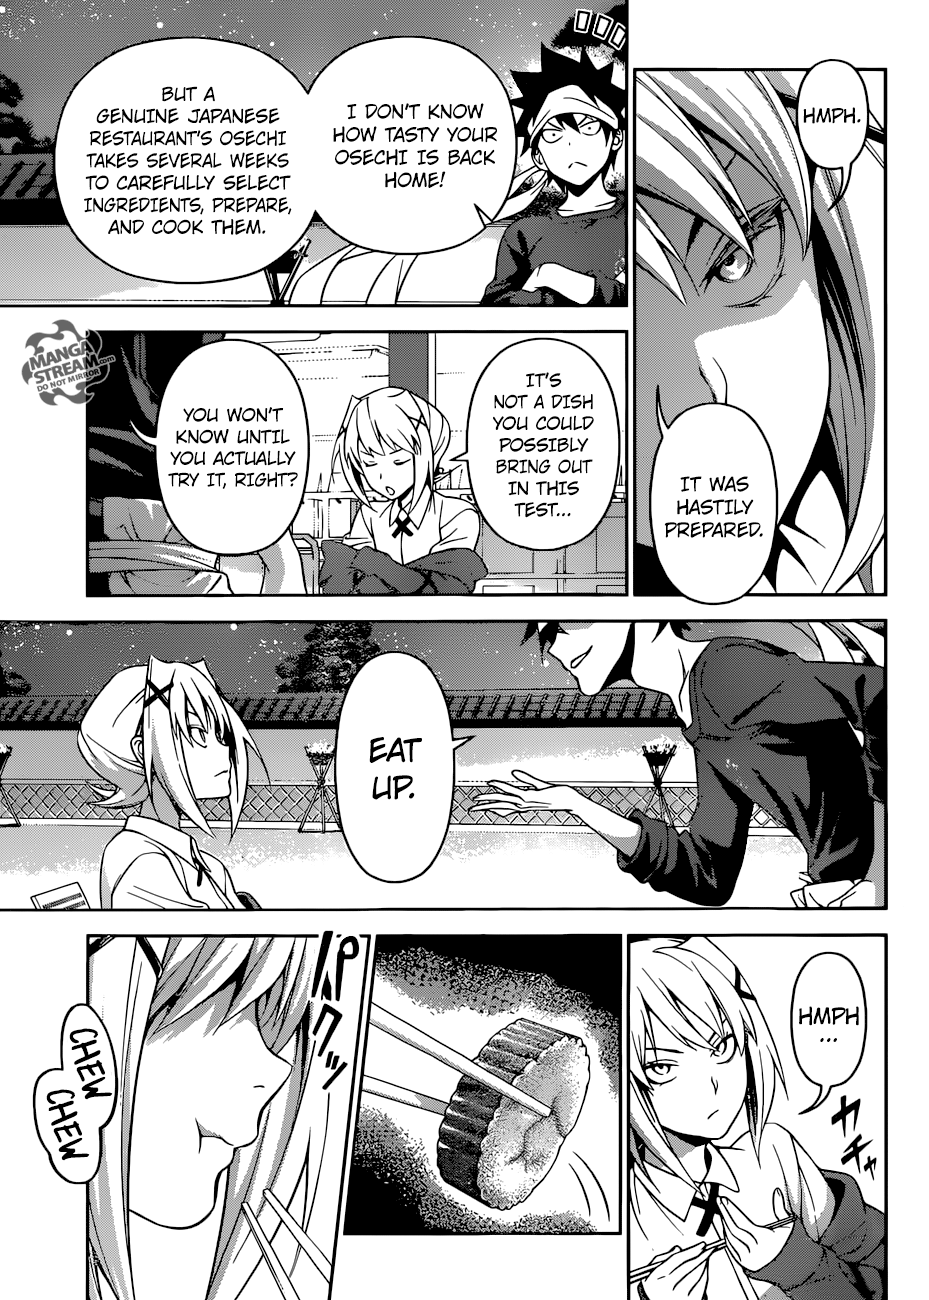 HMPH.
IT WAS
HASTILY
PREPARED.
I DON'T KNOW
HOW TASTY YOUR
OSECHI IS BACK
HOME!
BUT A
GENUINE JAPANESE
RESTAURANT'S OSECHI
TAKES SEVERAL WEEKS
TO CAREFULLY SELECT
INGREDIENTS, PREPARE,
AND COOK THEM.
IT'S
NOT A DISH
YOU COULD
POSSIBLY
BRING OUT
IN THIS
TEST...
YOU WON'T
KNOW UNTIL
YOU ACTUALLY
TRY IT, RIGHT?
MANGA
STREAM.com
DO NOT MIRROR
EAT
UP.
HMPH
...
カチャ
パクッ
CHEW
CHEW